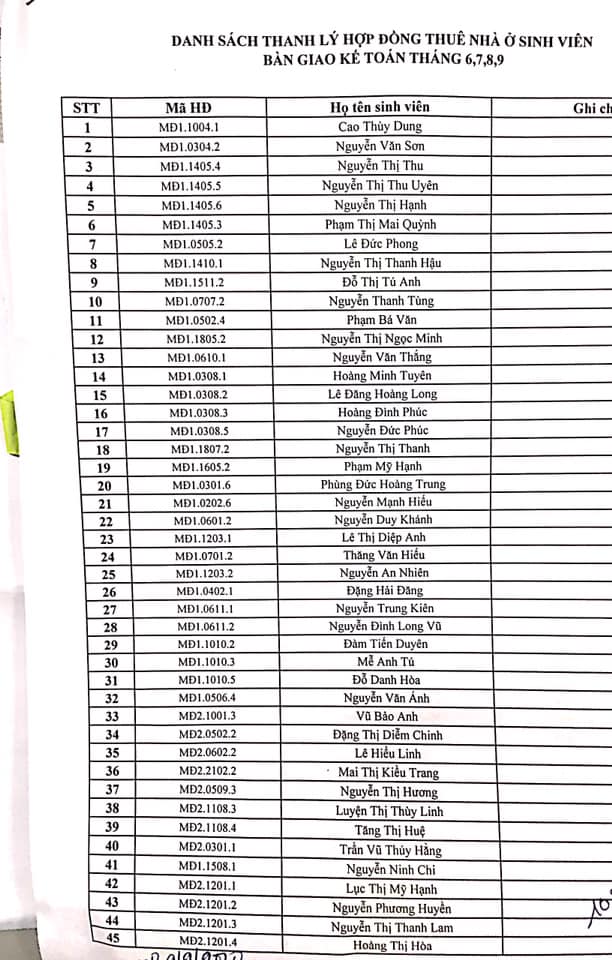 DANH SÁCH THANH LÝ HỢP ĐỒNG THUÊ NHÀ Ở SINH VIÊN
BÀN GIAO KẾ TOÁN THÁNG 6,7,8,9
STT Mã HĐ Họ tên sinh viên Ghi ch
1 MĐ1.1004.1 Cao Thùy Dung
2 MĐ1.0304.2 Nguyễn Văn Sơn
3 MĐ1.1405.4 Nguyễn Thị Thu
4 MĐ1.1405.5 Nguyễn Thị Thu Uyên
5 MĐ1.1405.6 Nguyễn Thị Hạnh
6 MĐ1.1405.3 Phạm Thị Mai Quỳnh
7 MĐ1.0505.2 Lê Đức Phong
8 MĐ1.1410.1 Nguyễn Thị Thanh Hậu
9 MĐ1.1511.2 Đỗ Thị Tú Anh
10 MĐ1.0707.2 Nguyễn Thanh Tùng
11 MĐ1.0502.4 Phạm Bá Văn
12 MĐ1.1805.2 Nguyễn Thị Ngọc Minh
13 MĐ1.0610.1 Nguyễn Văn Thắng
14 MĐ1.0308.1 Hoàng Minh Tuyên
15 MĐ1.0308.2 Lê Đăng Hoàng Long
16 MĐ1.0308.3 Hoàng Đình Phúc
17 MĐ1.0308.5 Nguyễn Đức Phúc
18 MĐ1.1807.2 Nguyễn Thị Thanh
19 MĐ1.1605.2 Phạm Mỹ Hạnh
20 MĐ1.0301.6 Phùng Đức Hoàng Trung
21 MĐ1.0202.6 Nguyễn Mạnh Hiếu
22 MĐ1.0601.2 Nguyễn Duy Khánh
23 MĐ1.1203.1 Lê Thị Diệp Anh
24 MĐ1.0701.2 Thăng Văn Hiếu
25 MĐ1.1203.2 Nguyễn An Nhiên
26 MĐ1.0402.1 Đặng Hải Đăng
27 MĐ1.0611.1 Nguyễn Trung Kiên
28 MĐ1.0611.2 Nguyễn Đình Long Vũ
29 MĐ1.1010.2 Đàm Tiến Duyên
30 MĐ1.1010.3 Mễ Anh Tú
31 MĐ1.1010.5 Đỗ Danh Hòa
32 MĐ1.0506.4 Nguyễn Văn Ánh
33 MĐ2.1001.3 Vũ Bảo Anh
34 MĐ2.0502.2 Đặng Thị Diễm Chinh
35 MĐ2.0602.2 Lê Hiếu Linh
36 MĐ2.2102.2 Mai Thị Kiều Trang
37 MĐ2.0509.3 Nguyễn Thị Hương
38 MĐ2.1108.3 Luyện Thị Thùy Linh
39 MĐ2.1108.4 Tăng Thị Huệ
40 MĐ2.0301.1 Trần Vũ Thúy Hằng
41 MĐ1.1508.1 Nguyễn Ninh Chi
42 MĐ2.1201.1 Lục Thị Mỹ Hạnh
43 MĐ2.1201.2 Nguyễn Phương Huyền
44 MĐ2.1201.3 Nguyễn Thị Thanh Lam
45 MĐ2.1201.4 Hoàng Thị Hòa